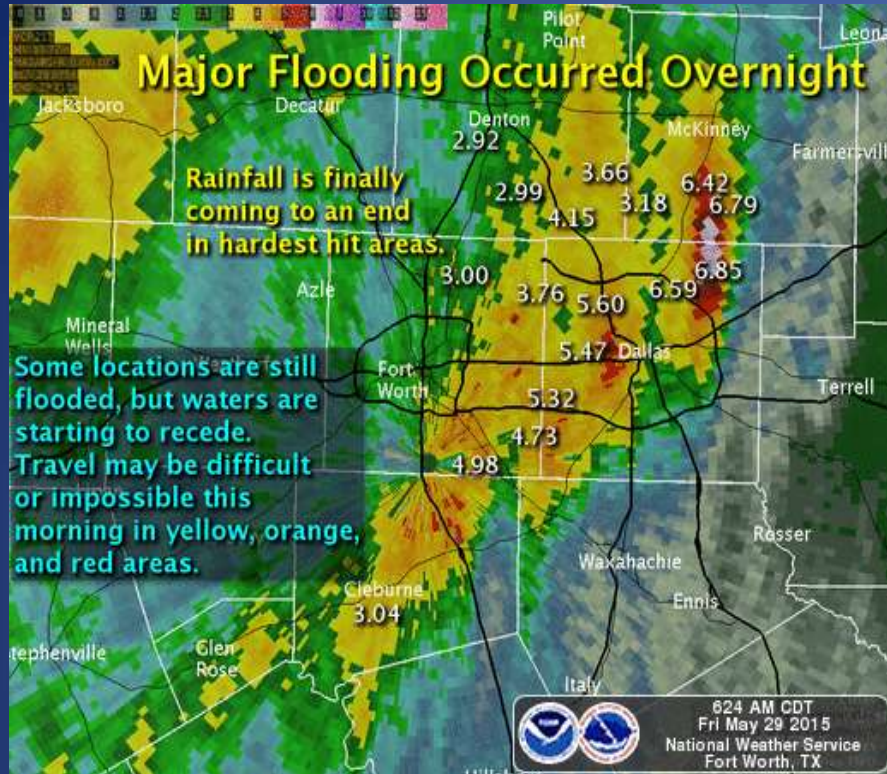 Pilot
Point
Major Flooding Occurred Overnight
Jacksboro
Decatur
Denton
2.92
McKinney
Rainfall is finally
coming to an end
in hardest hit areas.
3.66
2.99
3.18
6.42
6.79
4.15
3.00
6.85
Azle
3.76
6.59
5.60
Mineral
Wells
5.47
Dallas
Some locations are still
flooded, but waters are
starting to recede.
Travel may be difficult
or impossible this
morning in yellow, orange,
and red areas.
Fort
Worth
Terrell
5.32
4.73
4.98
Rosser
Waxahachie
Cleburne
3.04
Ennis
Glen
Rose
Italy
624 AM CDT
Fri May 29 2015
National Weather Service
Fort Worth, TX